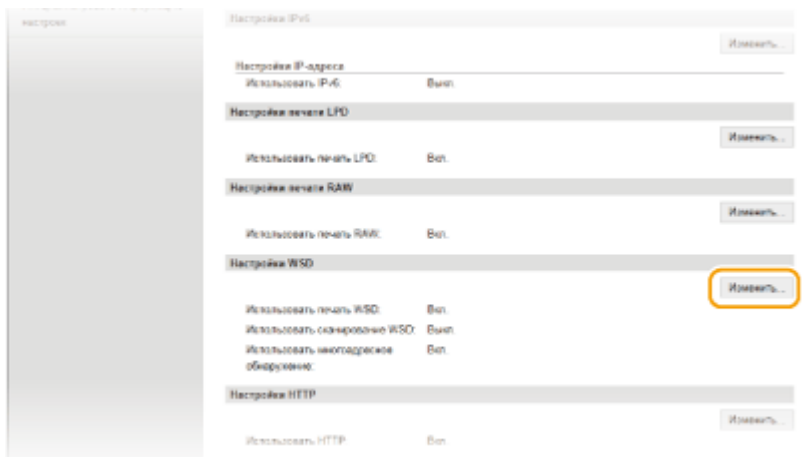 настроек
Настройки IPv6
Изменить...
Настройки IP-адреса
Использовать IPv6: Выкл.
Настройки печати LPD
Изменить...
Использовать печать LPD: Вкл.
Настройки печати RAW
Изменить...
Использовать печать RAW: Вкл.
Настройки WSD
Изменить...
Использовать печать WSD: Вкл.
Использовать сканирование WSD: Выкл.
Использовать многоадресное Вкл.
обнаружение:
Настройки HTTP
Изменить...
Использовать HTTP: Вкл.